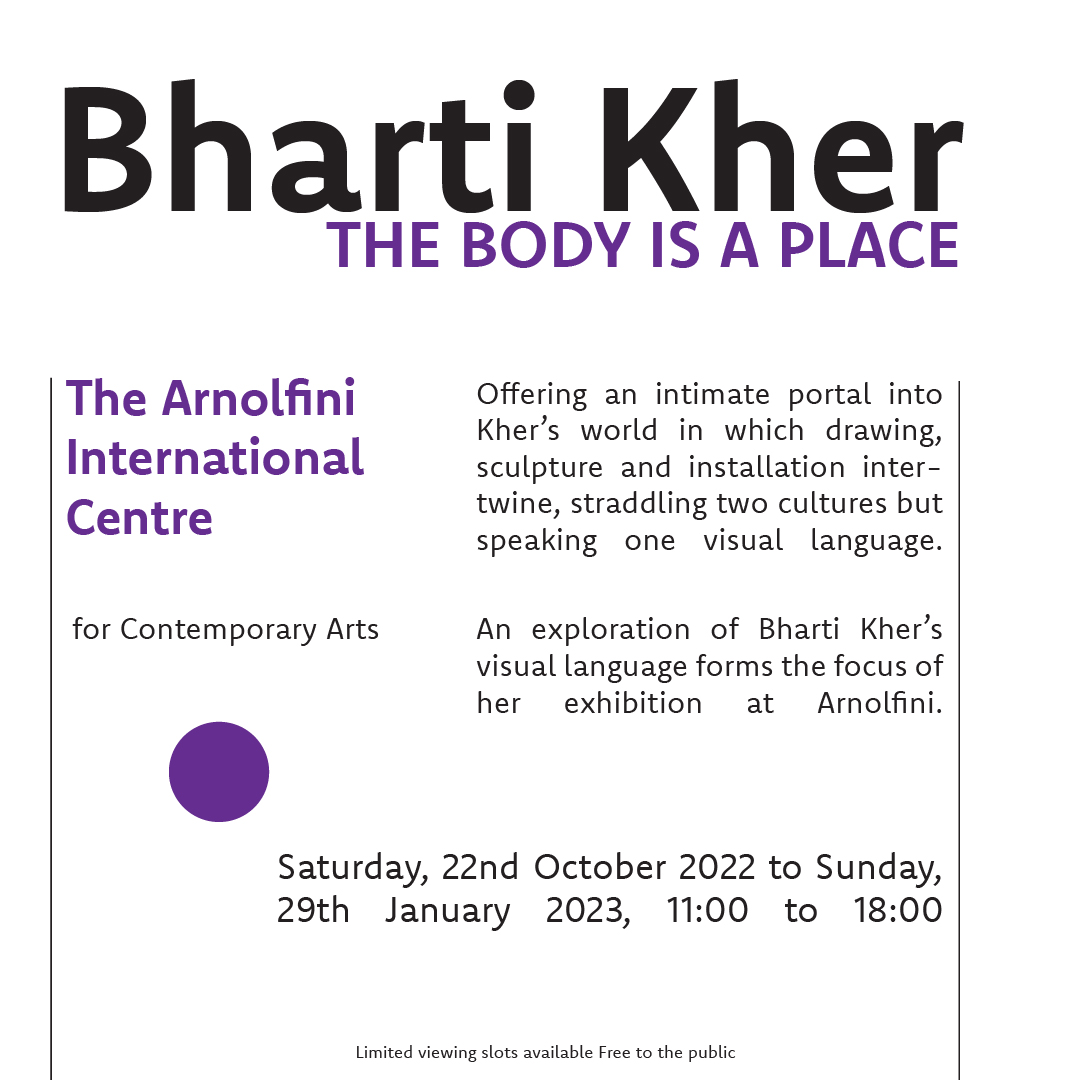 Bharti Kher
THE BODY IS A PLACE
The Arnolfini
International
Centre
for Contemporary Arts
Offering an intimate portal into
Kher’s world in which drawing,
sculpture and installation inter-
twine, straddling two cultures but
speaking one visual language.
An exploration of Bharti Kher’s
visual language forms the focus of
her exhibition at Arnolfini.
Saturday, 22nd October 2022 to Sunday,
29th January 2023, 11:00 to 18:00
Limited viewing slots available Free to the public